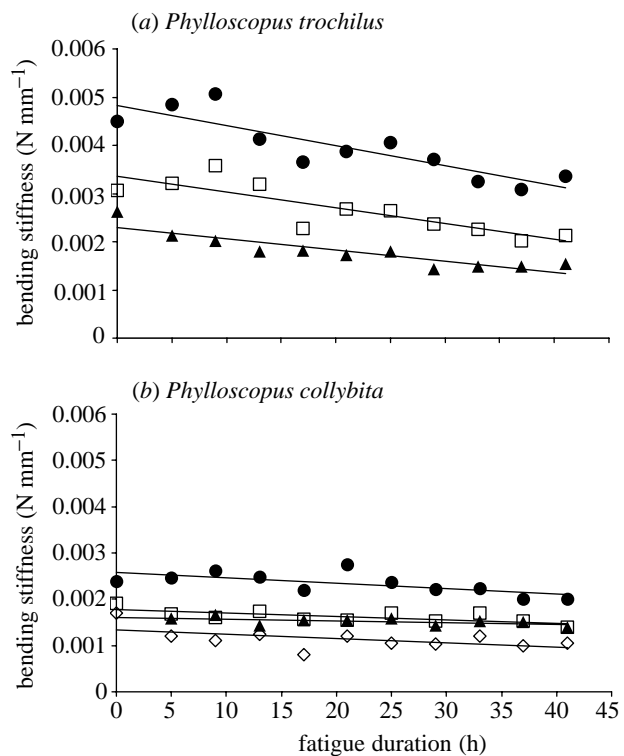 (a) Phylloscopus trochilus
bending stiffness (N mm−1)
0.006
0.005
0.004
0.003
0.002
0.001
0
(b) Phylloscopus collybita
bending stiffness (N mm−1)
0.006
0.005
0.004
0.003
0.002
0.001
0
0 5 10 15 20 25 30 35 40 45
fatigue duration (h)